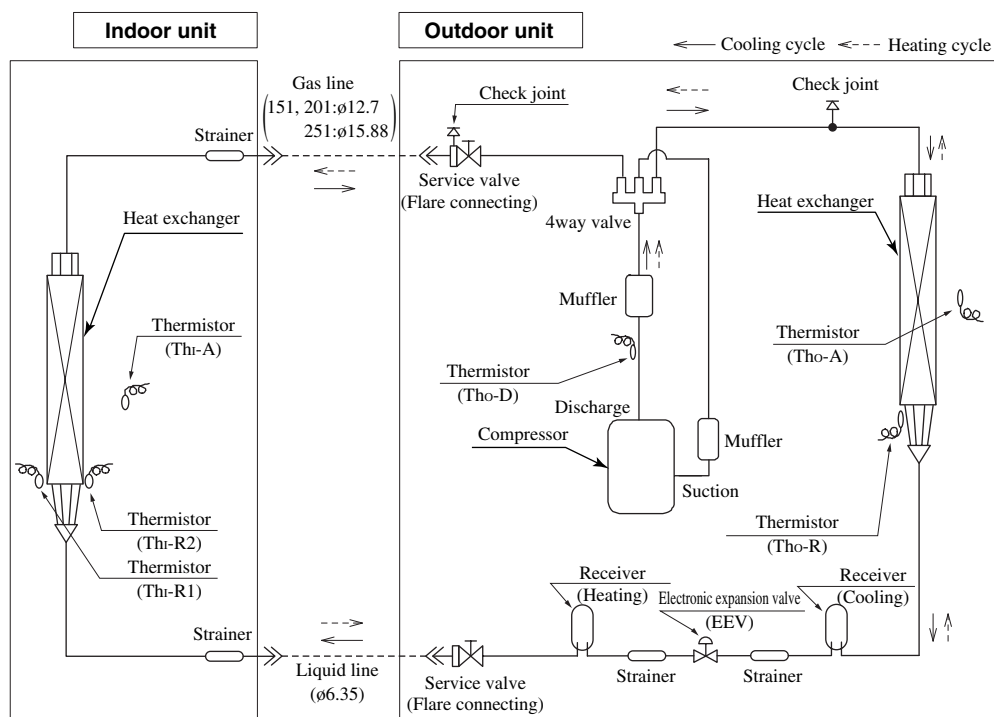 Indoor unit
Outdoor unit
Cooling cycle
Heating cycle
Gas line
151, 201:ø12.7
251:ø15.88
Strainer
Check joint
Check joint
Service valve
(Flare connecting)
4way valve
Heat exchanger
Heat exchanger
Muffler
Thermistor
(ThI-A)
Thermistor
(ThO-A)
Thermistor
(ThO-D)
Discharge
Compressor
Muffler
Suction
Thermistor
(ThI-R2)
Thermistor
(ThI-R1)
Thermistor
(ThO-R)
Receiver
(Heating)
Electronic expansion valve
(EEV)
Receiver
(Cooling)
Strainer
Liquid line
(ø6.35)
Service valve
(Flare connecting)
Strainer
Strainer